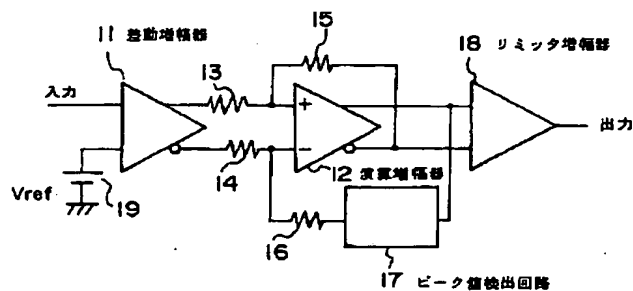 11 差動増幅器
15
18 リミッタ増幅器
入力
13
+
出力
−
14
12 演算増幅器
Vref
19
16
17 ピーク値検出回路